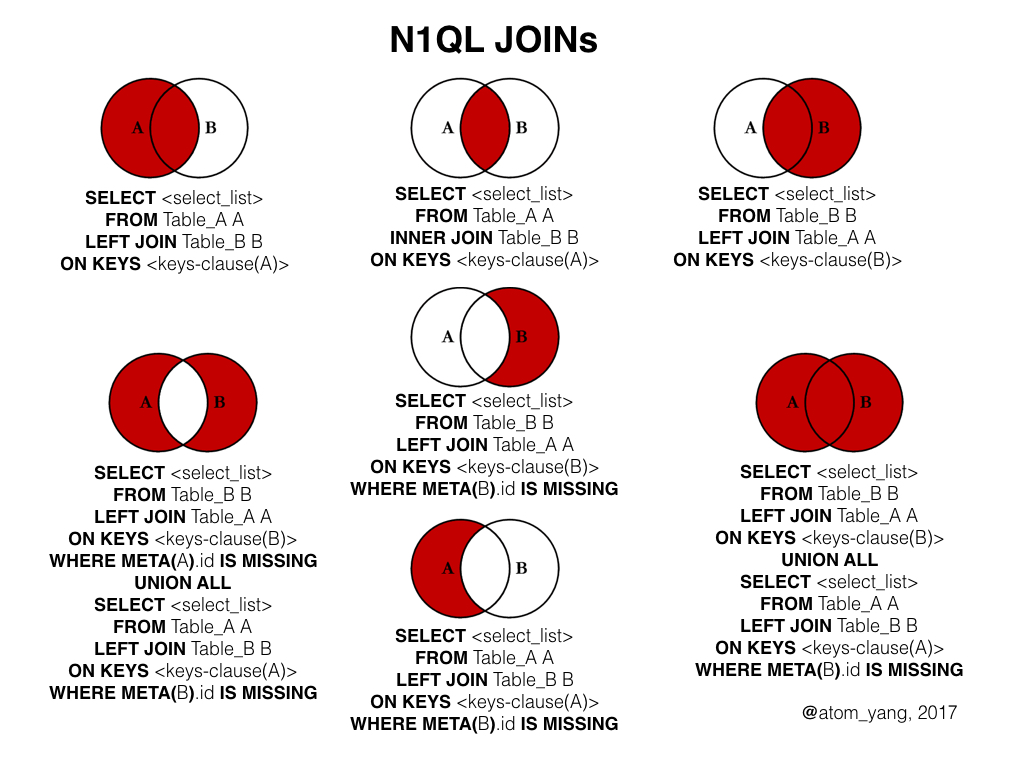 N1QL JOINs
A B
SELECT <select_list>
FROM Table_A A
LEFT JOIN Table_B B
ON KEYS <keys-clause(A)>
A B
SELECT <select_list>
FROM Table_A A
INNER JOIN Table_B B
ON KEYS <keys-clause(A)>
A B
SELECT <select_list>
FROM Table_B B
LEFT JOIN Table_A A
ON KEYS <keys-clause(B)>
A B
SELECT <select_list>
FROM Table_B B
LEFT JOIN Table_A A
ON KEYS <keys-clause(B)>
WHERE META(B).id IS MISSING
A B
SELECT <select_list>
FROM Table_B B
LEFT JOIN Table_A A
ON KEYS <keys-clause(B)>
WHERE META(A).id IS MISSING
UNION ALL
SELECT <select_list>
FROM Table_A A
LEFT JOIN Table_B B
ON KEYS <keys-clause(A)>
WHERE META(B).id IS MISSING
A B
SELECT <select_list>
FROM Table_A A
LEFT JOIN Table_B B
ON KEYS <keys-clause(A)>
WHERE META(B).id IS MISSING
A B
SELECT <select_list>
FROM Table_B B
LEFT JOIN Table_A A
ON KEYS <keys-clause(B)>
UNION ALL
SELECT <select_list>
FROM Table_A A
LEFT JOIN Table_B B
ON KEYS <keys-clause(A)>
WHERE META(B).id IS MISSING
@atom_yang, 2017